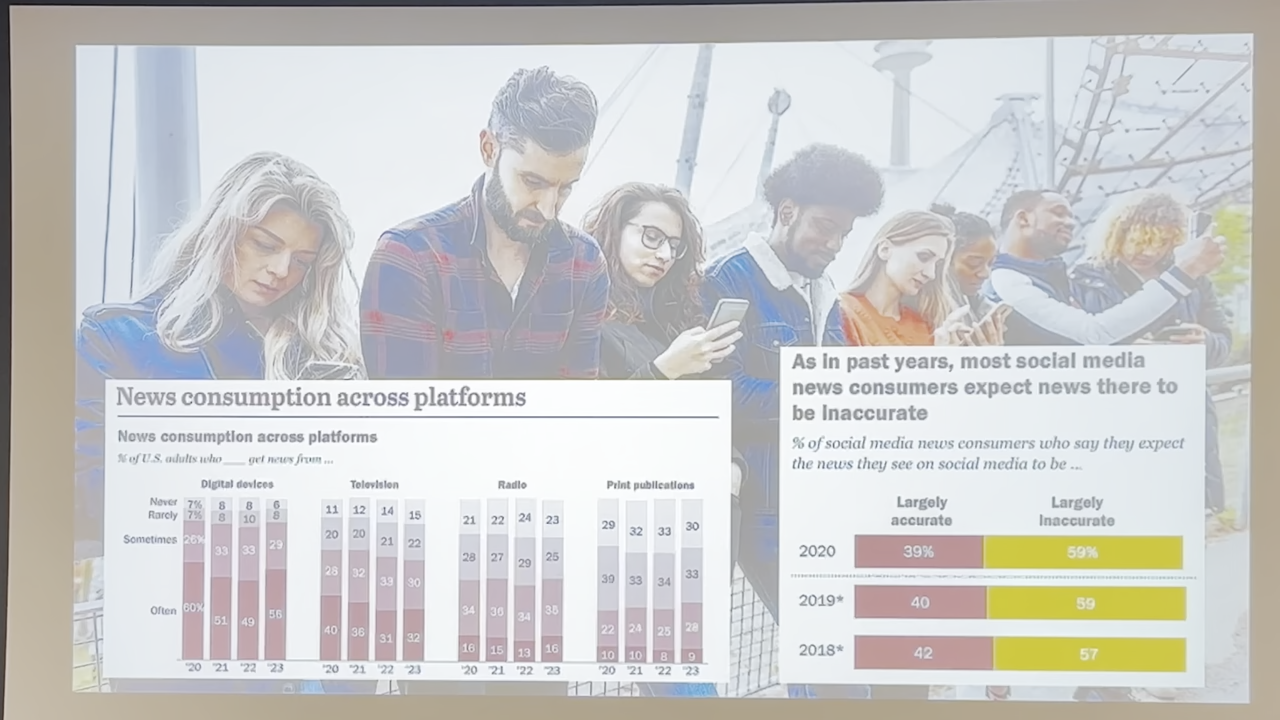 News consumption across platforms
News consumption across platforms
% of U.S. adults who ___ get news from ...
Digital devices Television Radio Print publications
Never 7% 8 8 6 11 12 14 15 21 22 24 23 29 32 33 30
Rarely 7% 8 10 8 20 20 21 22 28 27 29 25 39 33 34 33
Sometimes 26% 33 33 29 28 32 33 30 34 36 34 35 22 24 25 28
Often 60% 51 49 56 40 36 31 32 16 15 13 16 10 10 8 9
'20 '21 '22 '23 '20 '21 '22 '23 '20 '21 '22 '23 '20 '21 '22 '23
As in past years, most social media
news consumers expect news there to
be inaccurate
% of social media news consumers who say they expect
the news they see on social media to be ...
Largely Largely
accurate inaccurate
2020 39% 59%
2019* 40 59
2018* 42 57